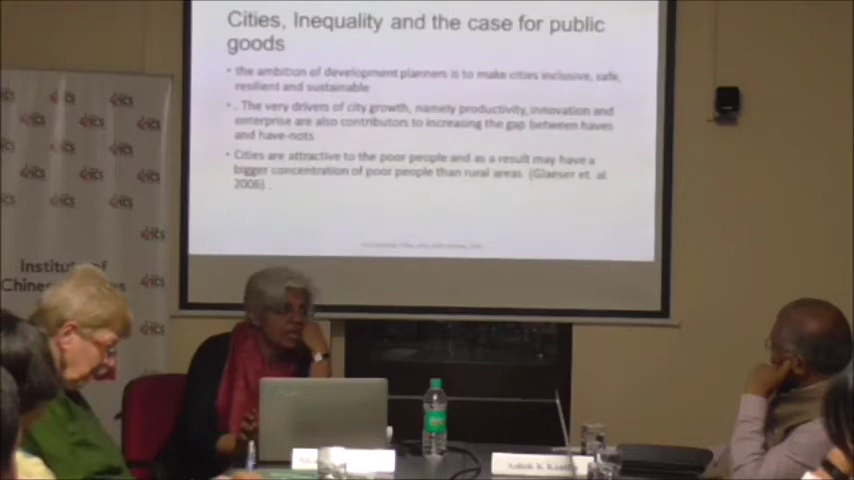 Cities, Inequality and the case for public
goods
• the ambition of development planners is to make cities inclusive, safe,
resilient and sustainable
• . The very drivers of city growth, namely productivity, innovation and
enterprise are also contributors to increasing the gap between haves
and have-nots
• Cities are attractive to the poor people and as a result may have a
bigger concentration of poor people than rural areas. (Glaeser et. al
2008) .
ICS
Institute of
Chinese
Ashok K